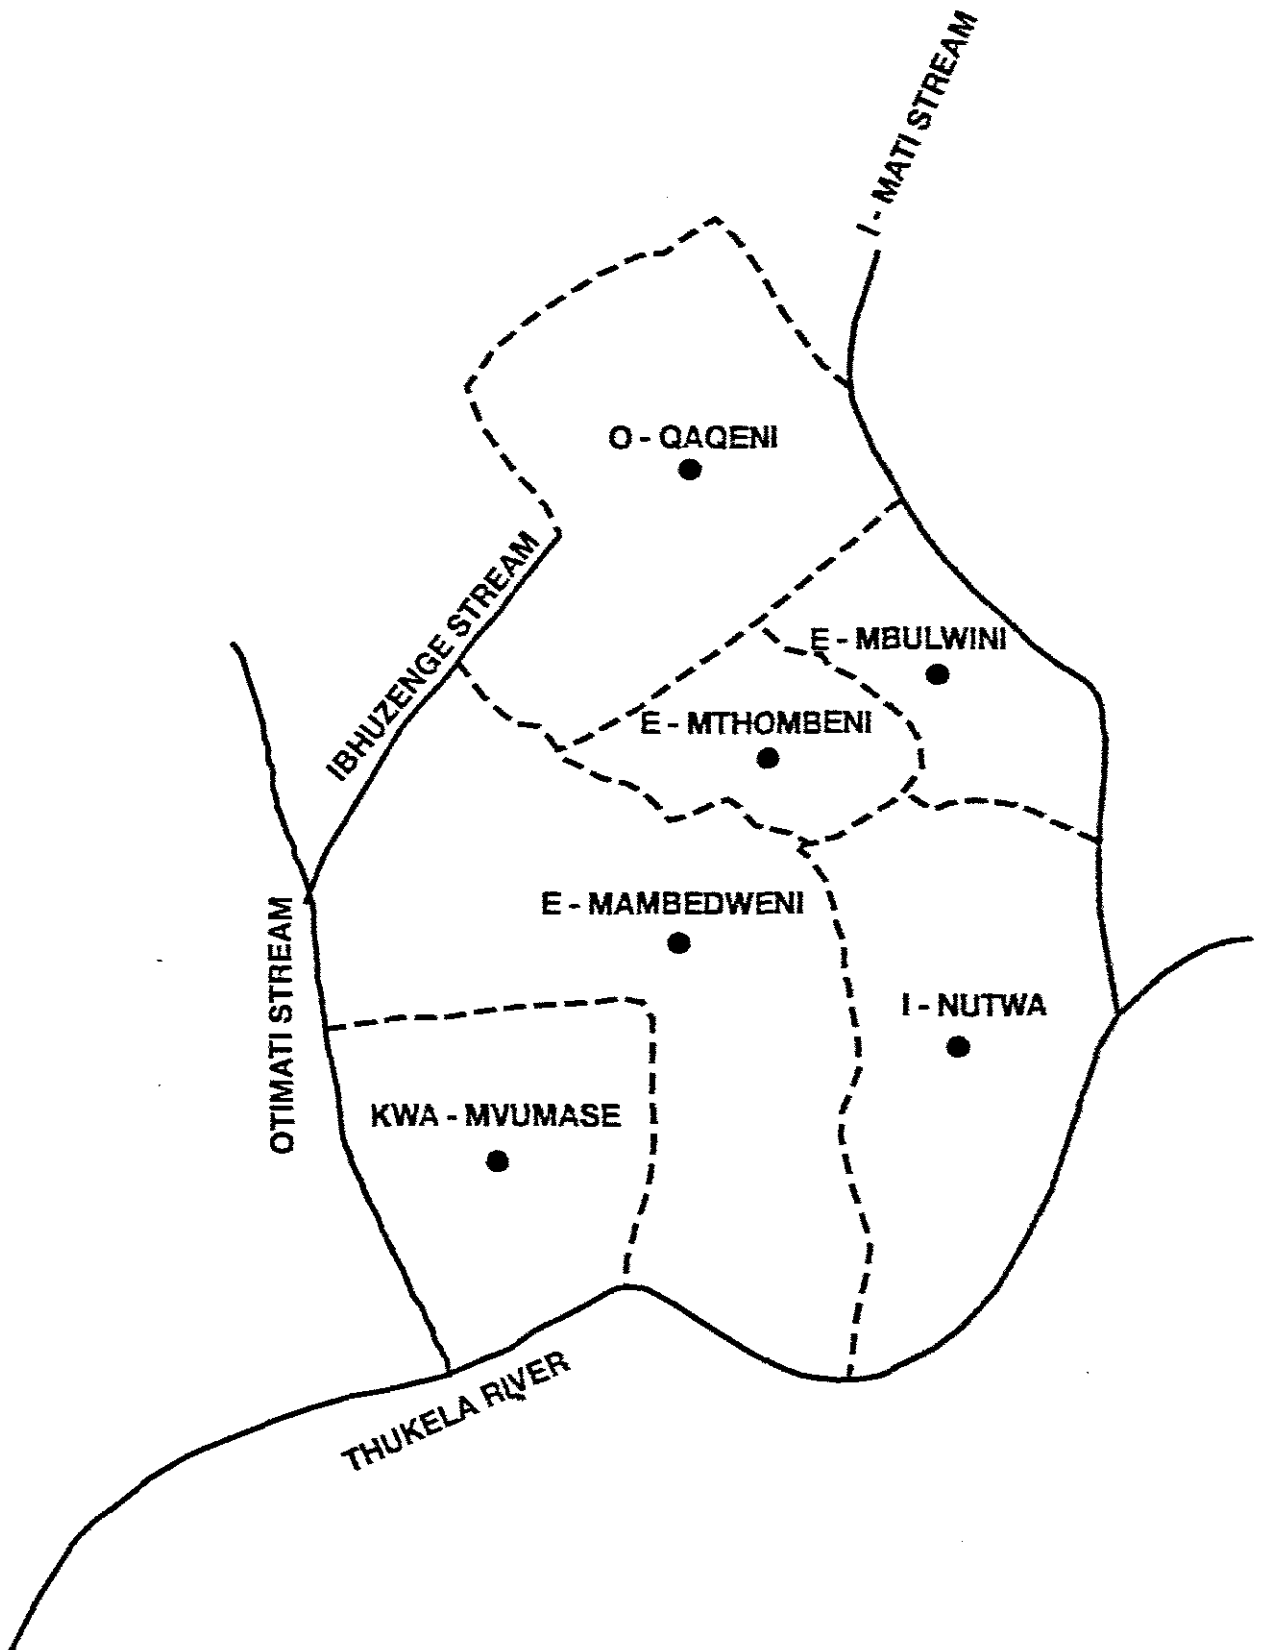 I - MATI STREAM
O - QAQENI
IBHUZENGE STREAM
E - MBULWINI
E - MTHOMBENI
E - MAMBEDWENI
OTIMATI STREAM
I - NUTWA
KWA - MVUMASE
THUKELA RIVER